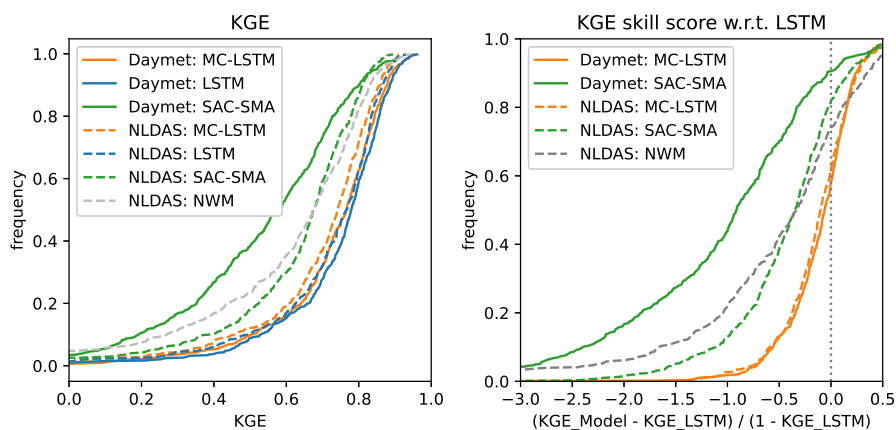 KGE
1.0
0.8
0.6
0.4
0.2
0.0
frequency
Daymet: MC-LSTM
Daymet: LSTM
Daymet: SAC-SMA
NLDAS: MC-LSTM
NLDAS: LSTM
NLDAS: SAC-SMA
NLDAS: NWM
0.0 0.2 0.4 0.6 0.8 1.0
KGE
KGE skill score w.r.t. LSTM
1.0
0.8
0.6
0.4
0.2
0.0
frequency
Daymet: MC-LSTM
Daymet: SAC-SMA
NLDAS: MC-LSTM
NLDAS: SAC-SMA
NLDAS: NWM
−3.0 −2.5 −2.0 −1.5 −1.0 −0.5 0.0 0.5
(KGE_Model - KGE_LSTM) / (1 - KGE_LSTM)